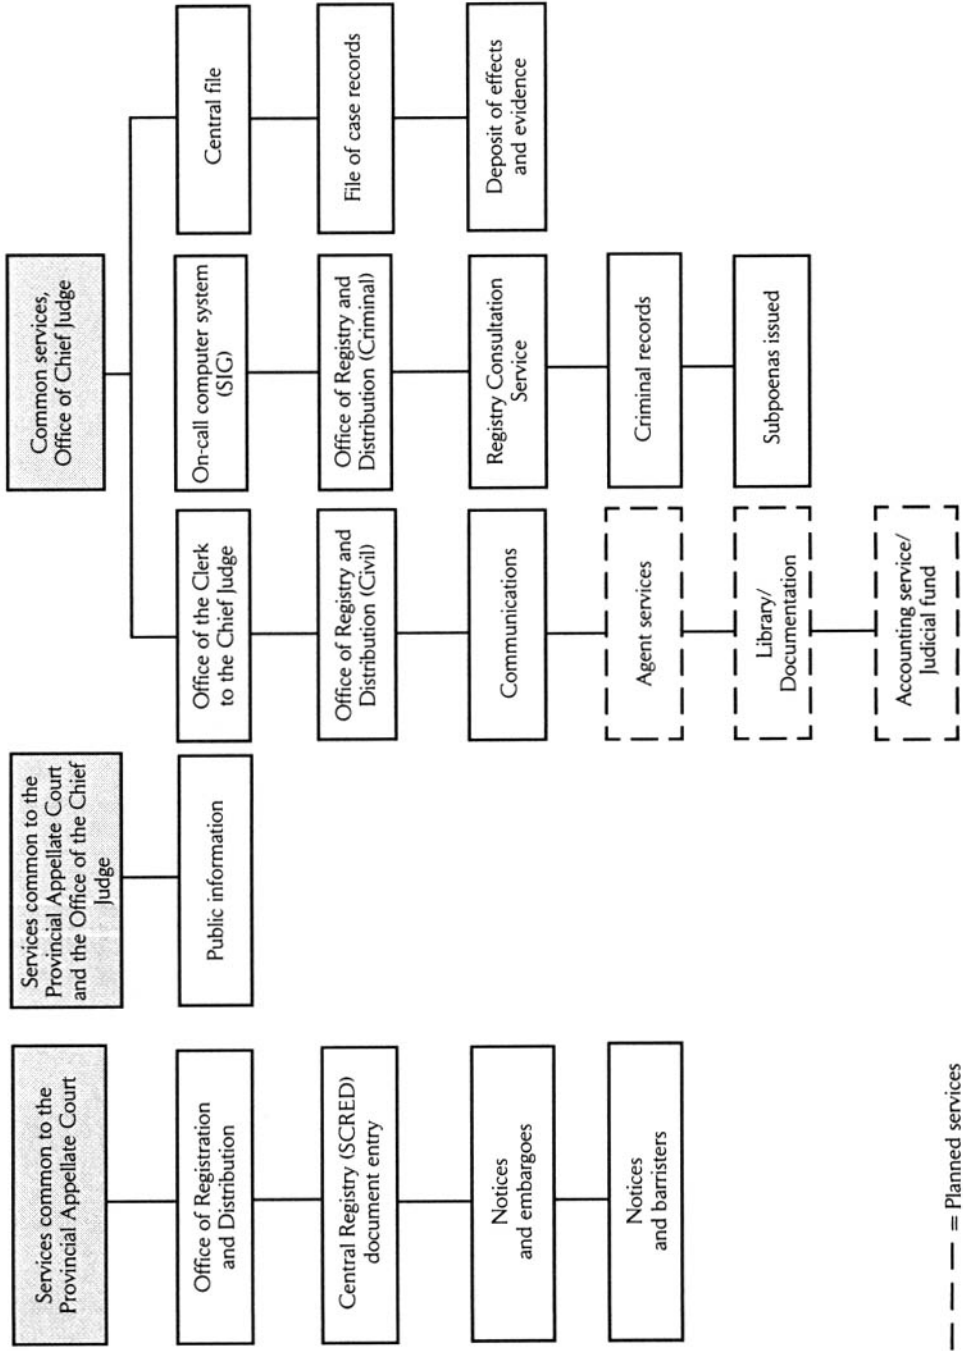 Services common to the
Provincial Appellate Court
Office of Registration
and Distribution
Central Registry (SCRED)
document entry
Notices
and embargoes
Notices
and barristers
Services common to the
Provincial Appellate Court
and the Office of the Chief
Judge
Public information
Common services,
Office of Chief Judge
Office of the Clerk
to the Chief Judge
Office of Registry and
Distribution (Civil)
Communications
Agent services
Library/
Documentation
Accounting service/
Judicial fund
On-call computer system
(SIG)
Office of Registry and
Distribution (Criminal)
Registry Consultation
Service
Criminal records
Subpoenas issued
Central file
File of case records
Deposit of effects
and evidence
= Planned services